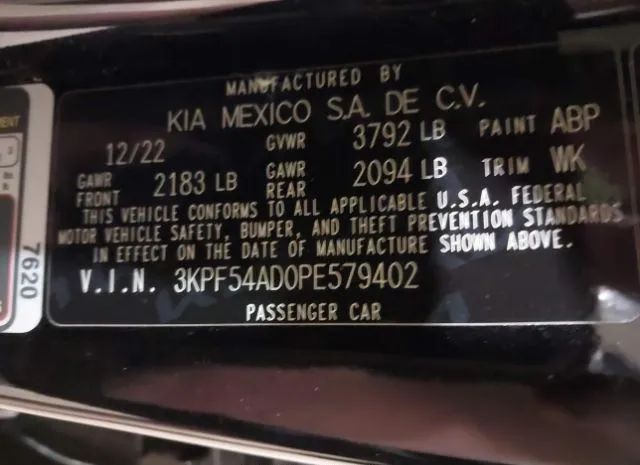 MANUFACTURED BY
KIA MEXICO S.A. DE C.V.
12/22 GVWR 3792 LB PAINT ABP
GAWR FRONT 2183 LB GAWR REAR 2094 LB TRIM WK
THIS VEHICLE CONFORMS TO ALL APPLICABLE U.S.A. FEDERAL
MOTOR VEHICLE SAFETY, BUMPER, AND THEFT PREVENTION STANDARDS
IN EFFECT ON THE DATE OF MANUFACTURE SHOWN ABOVE.
V.I.N. 3KPF54AD0PE579402
PASSENGER CAR
7620